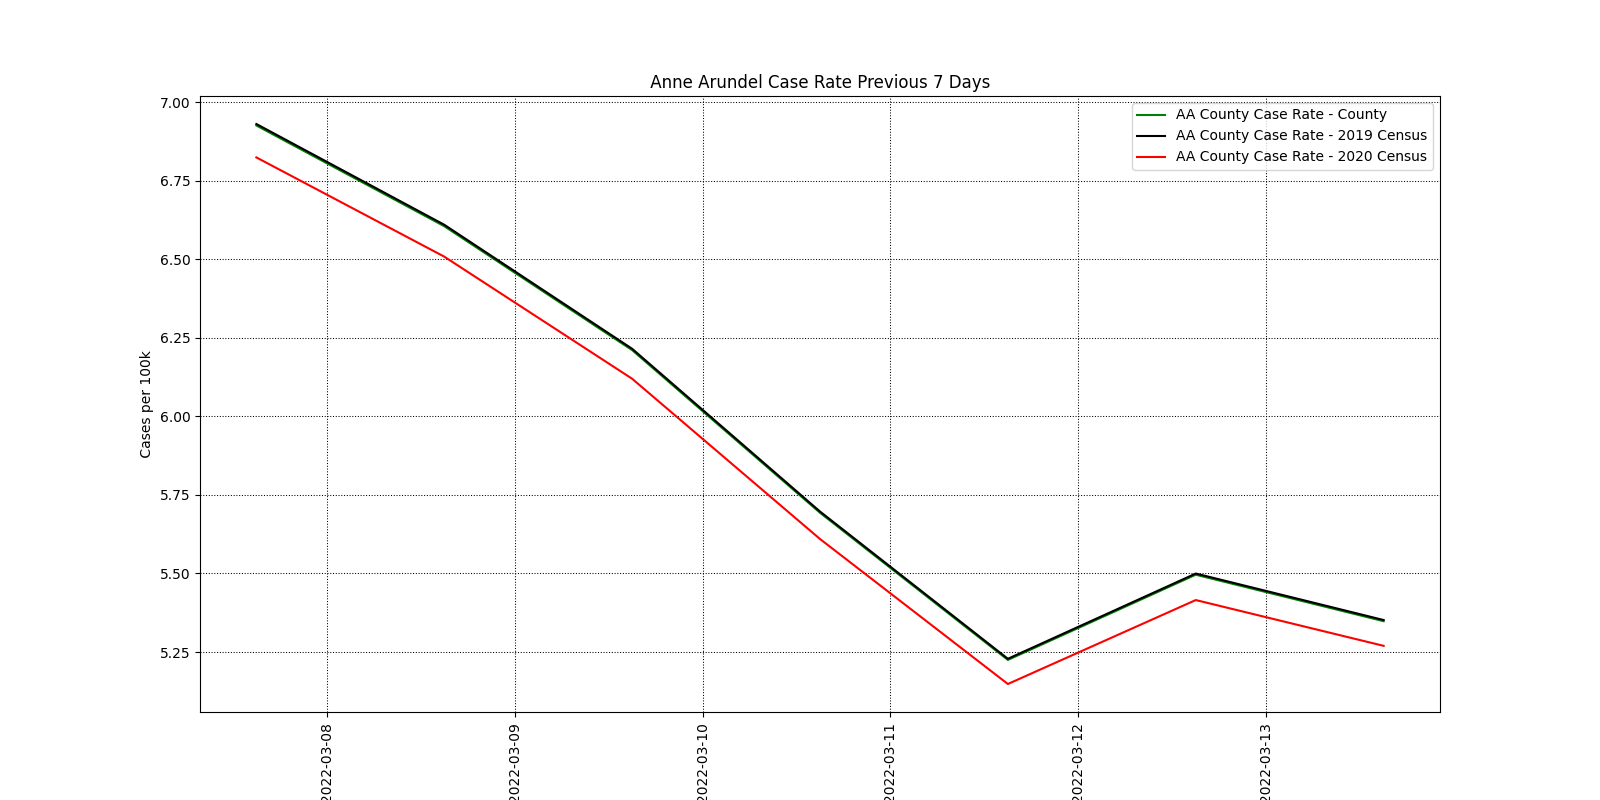 Anne Arundel Case Rate Previous 7 Days
AA County Case Rate - County
AA County Case Rate - 2019 Census
AA County Case Rate - 2020 Census
Cases per 100k
7.00
6.75
6.50
6.25
6.00
5.75
5.50
5.25
2022-03-08
2022-03-09
2022-03-10
2022-03-11
2022-03-12
2022-03-13